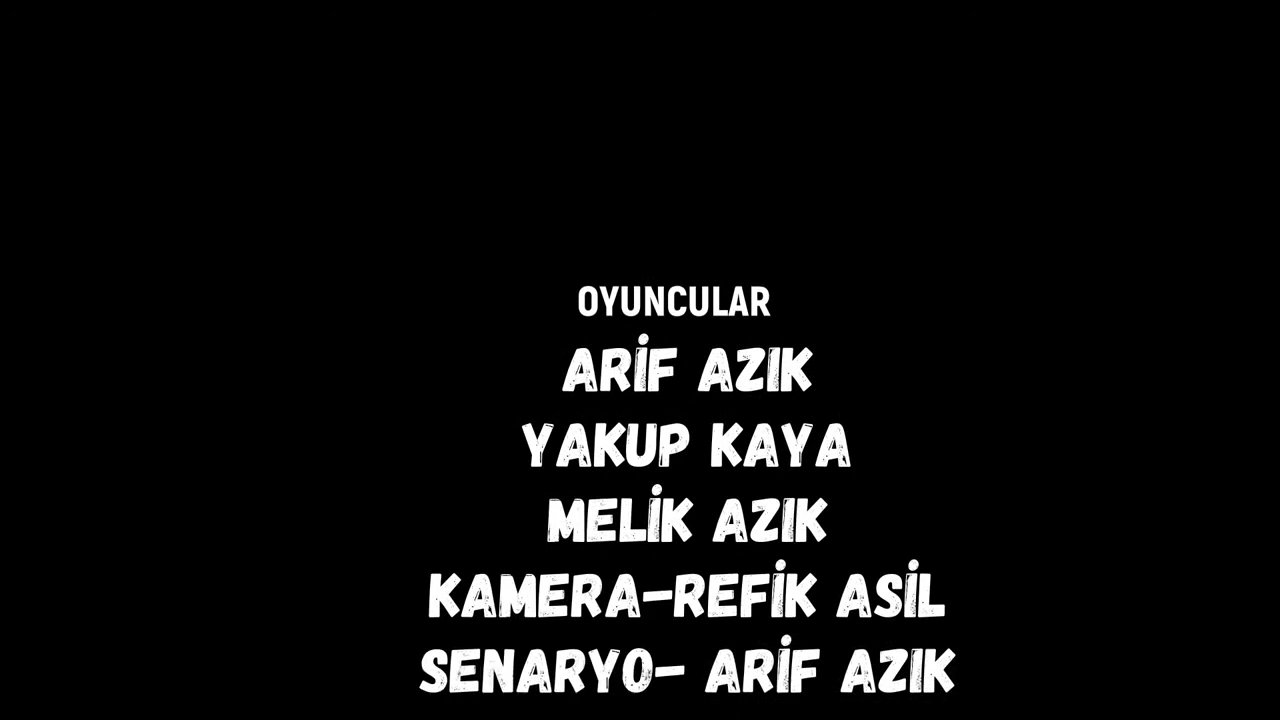 OYUNCULAR
ARİF AZIK
YAKUP KAYA
MELİK AZIK
KAMERA-REFİK ASİL
SENARYO- ARİF AZIK